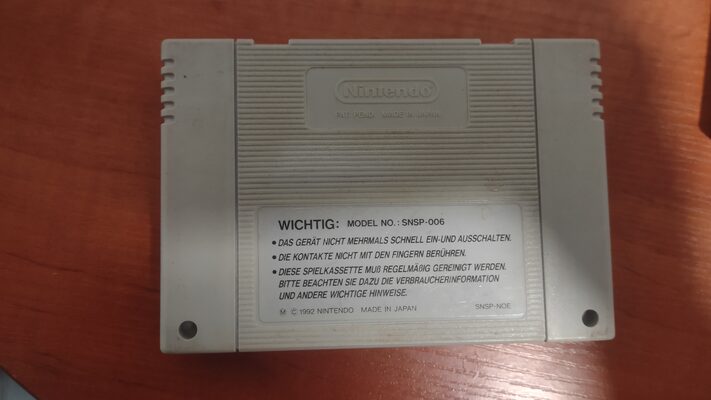 Nintendo
PAT. PEND. MADE IN JAPAN
WICHTIG: MODEL NO.: SNSP-006
• DAS GERÄT NICHT MEHRMALS SCHNELL EIN-UND AUSSCHALTEN.
• DIE KONTAKTE NICHT MIT DEN FINGERN BERÜHREN.
• DIESE SPIELKASSETTE MUß REGELMÄßIG GEREINIGT WERDEN.
BITTE BEACHTEN SIE DAZU DIE VERBRAUCHERINFORMATION
UND ANDERE WICHTIGE HINWEISE.
Ⓜ © 1992 NINTENDO MADE IN JAPAN SNSP-NOE